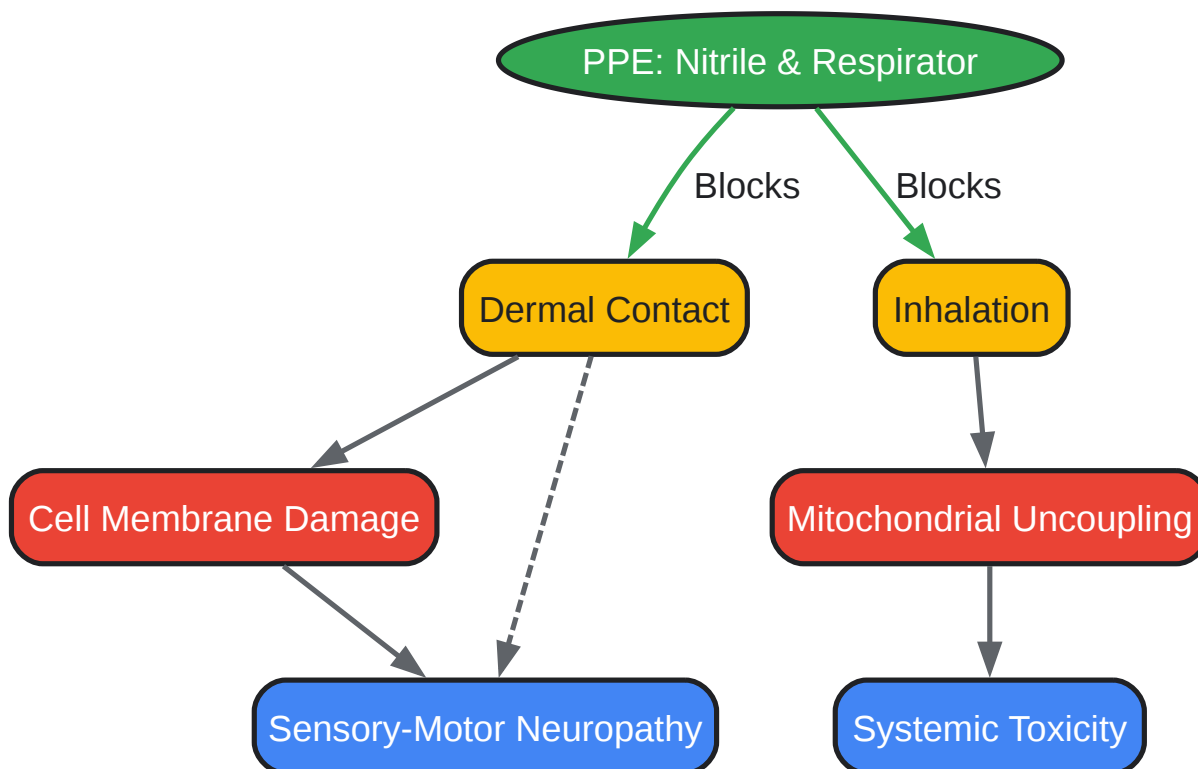 PPE: Nitrile & Respirator
Blocks
Blocks
Dermal Contact
Inhalation
Cell Membrane Damage
Mitochondrial Uncoupling
Sensory-Motor Neuropathy
Systemic Toxicity